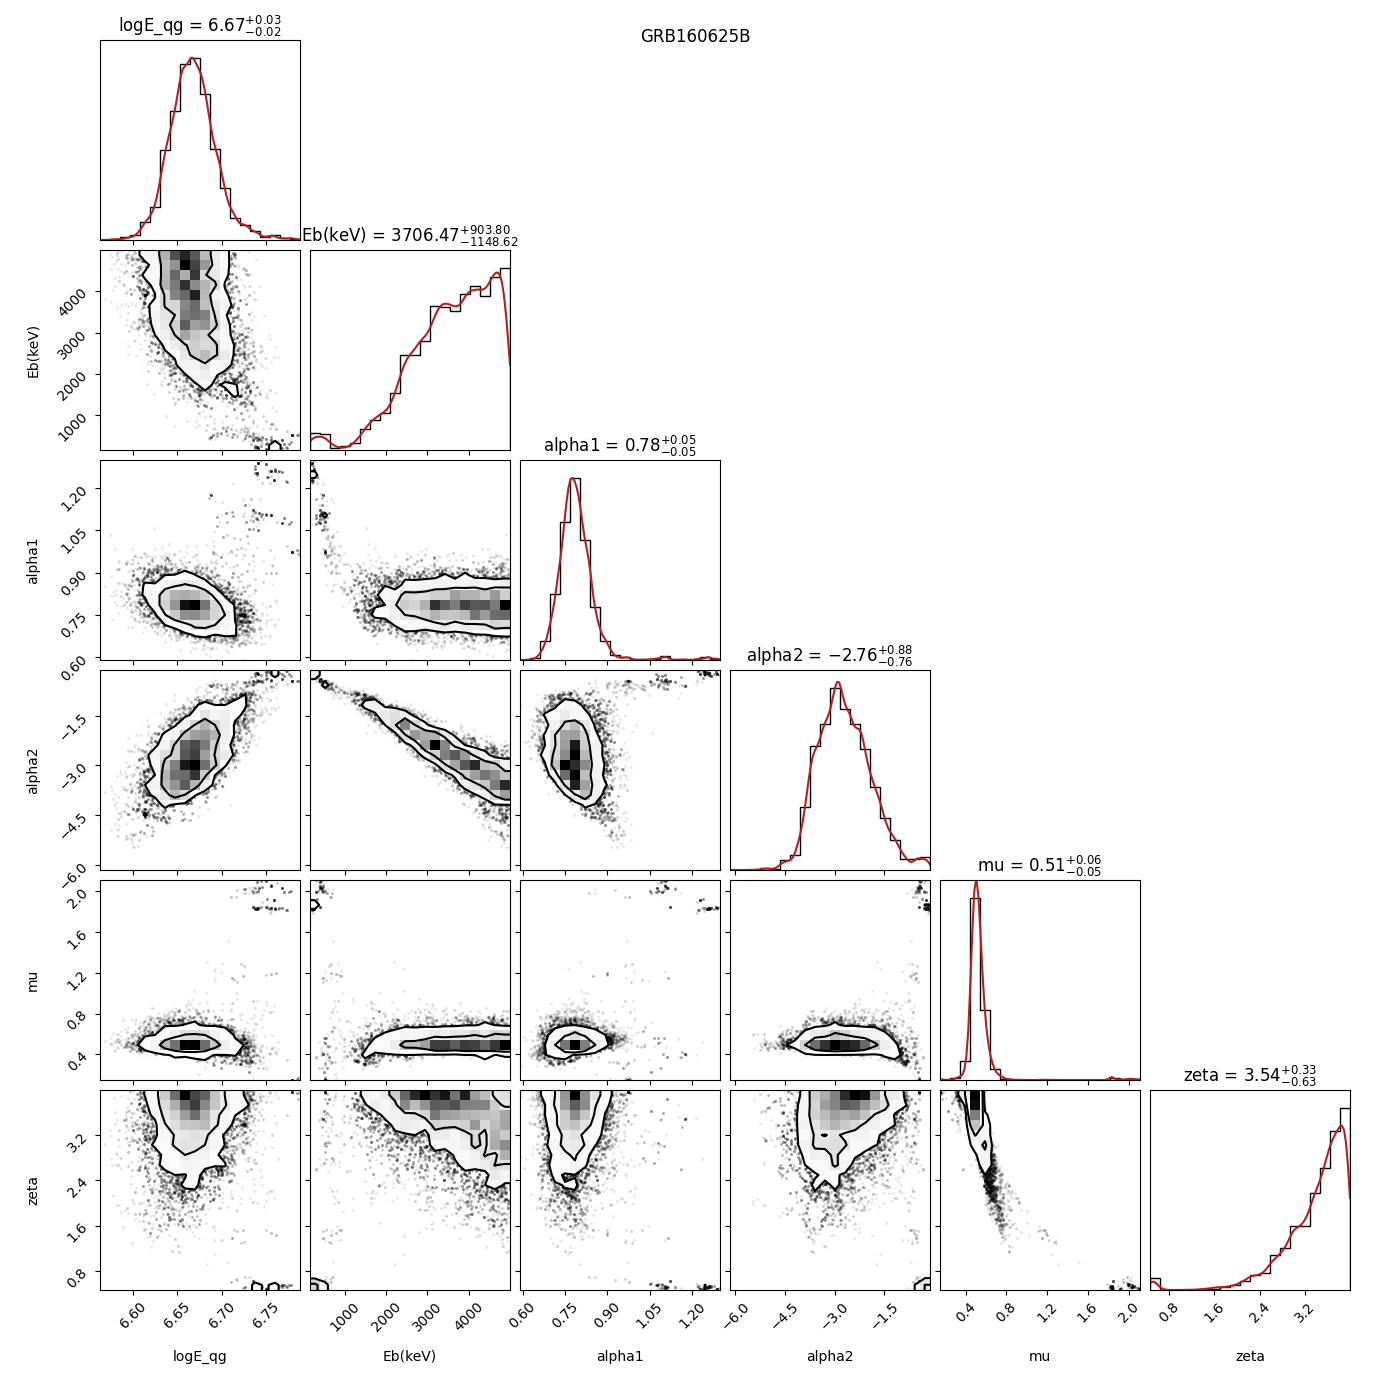 GRB160625B
logE_qg = 6.67^{+0.03}_{-0.02}
Eb(keV) = 3706.47^{+903.80}_{-1148.62}
4000
3000
2000
1000
Eb(keV)
alpha1 = 0.78^{+0.05}_{-0.05}
1.20
1.05
0.90
0.75
0.60
alpha1
alpha2 = −2.76^{+0.88}_{-0.76}
−1.5
−3.0
−4.5
−6.0
alpha2
mu = 0.51^{+0.06}_{-0.05}
2.0
1.6
1.2
0.8
0.4
mu
zeta = 3.54^{+0.33}_{-0.63}
3.2
2.4
1.6
0.8
zeta
6.60 6.65 6.70 6.75 1000 2000 3000 4000 0.60 0.75 0.90 1.05 1.20 −6.0 −4.5 −3.0 −1.5 0.4 0.8 1.2 1.6 2.0 0.8 1.6 2.4 3.2
logE_qg Eb(keV) alpha1 alpha2 mu zeta